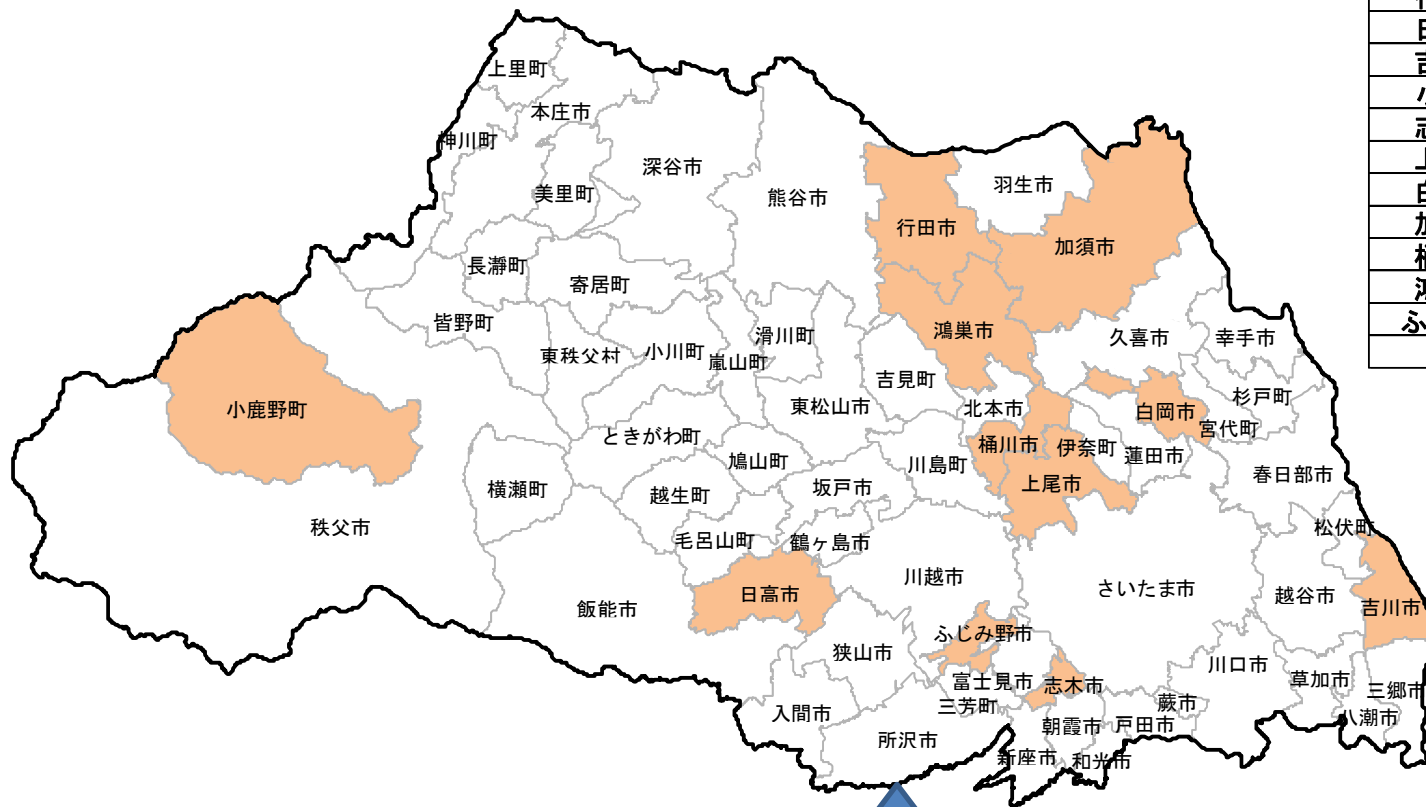 上里町
本庄市
神川町
深谷市
美里町
熊谷市
羽生市
行田市
加須市
長瀞町
寄居町
皆野町
鴻巣市
滑川町
久喜市
幸手市
東秩父村
小川町
嵐山町
吉見町
杉戸町
小鹿野町
東松山市
北本市
白岡市
宮代町
ときがわ町
桶川市
伊奈町
蓮田市
鳩山町
川島町
春日部市
横瀬町
越生町
坂戸市
上尾市
秩父市
松伏町
毛呂山町
鶴ヶ島市
川越市
さいたま市
日高市
越谷市
飯能市
吉川市
ふじみ野市
狭山市
川口市
富士見市
志木市
草加市
三郷市
三芳町
蕨市
入間市
八潮市
朝霞市
戸田市
所沢市
新座市
和光市
ふ